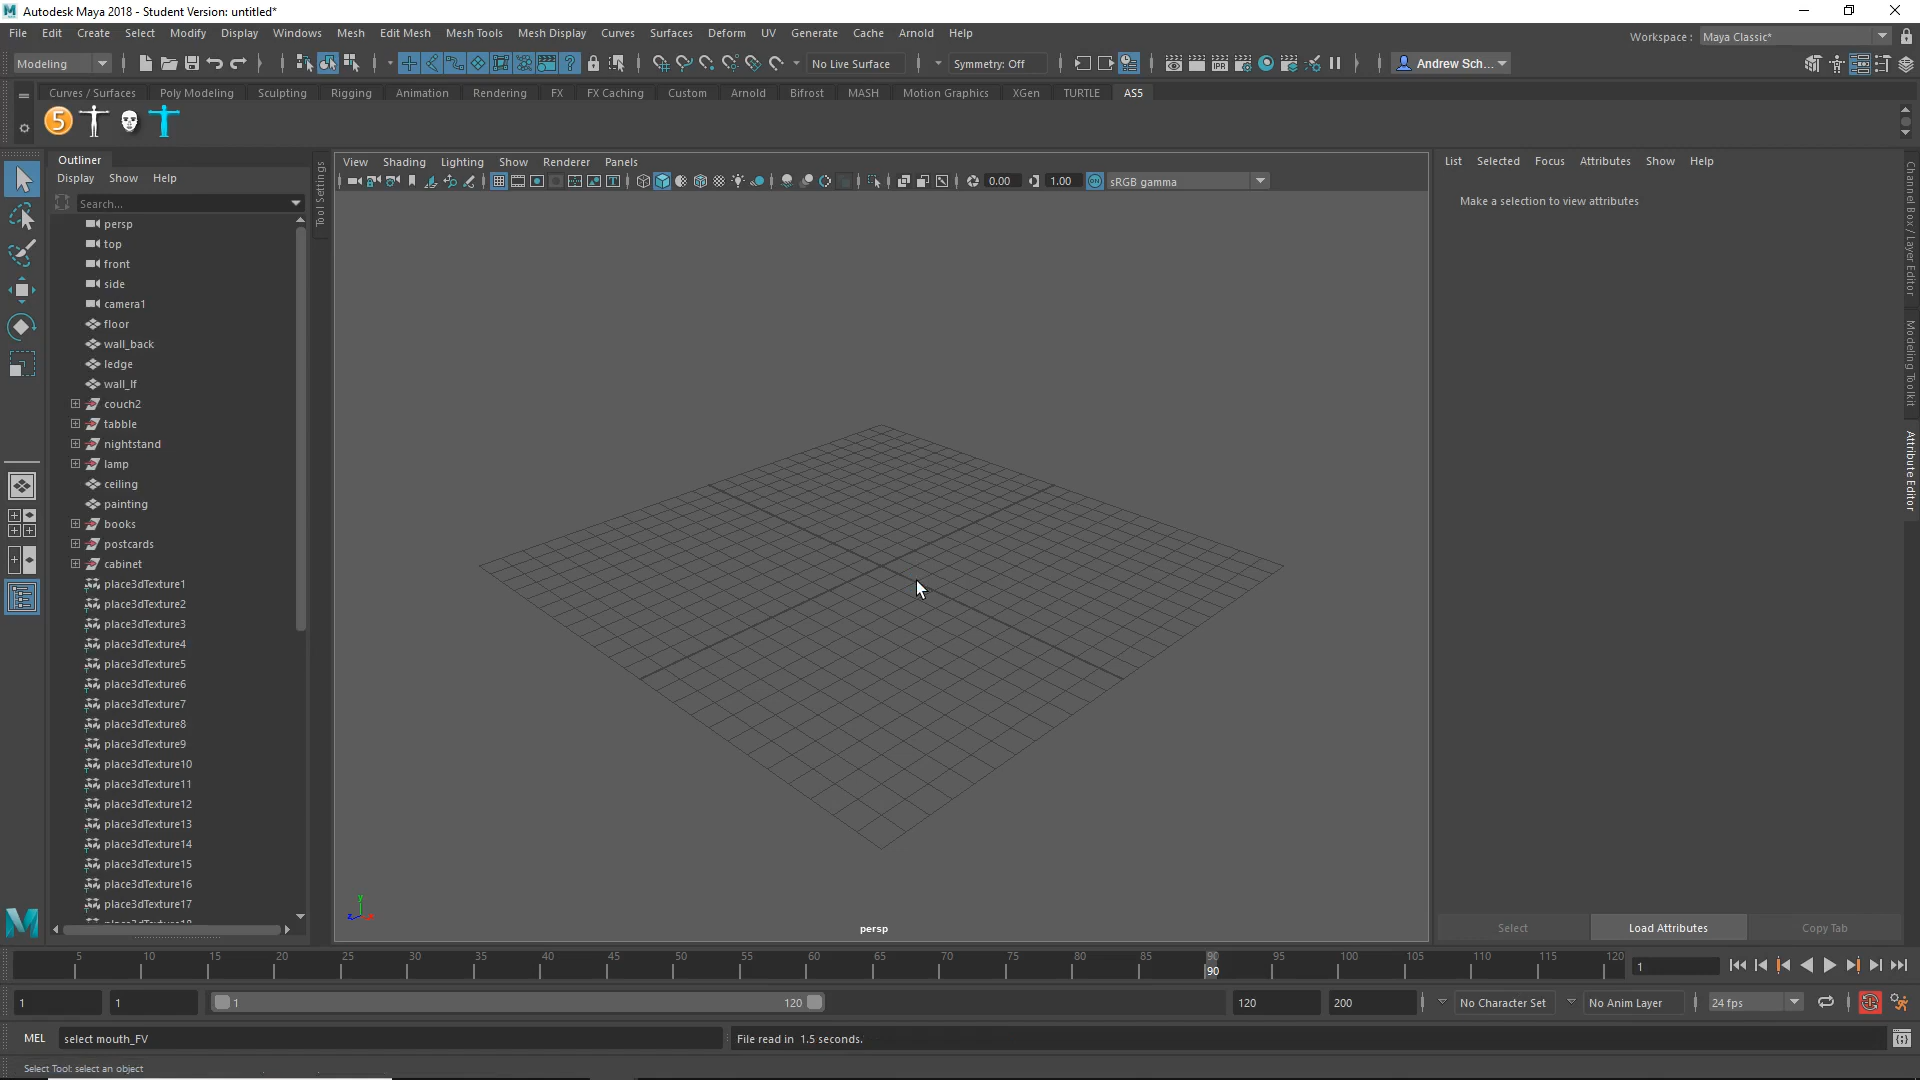 Autodesk Maya 2018 - Student Version: untitled*
File Edit Create Select Modify Display Windows Mesh Edit Mesh Mesh Tools Mesh Display Curves Surfaces Deform UV Generate Cache Arnold Help
Workspace : Maya Classic*
Modeling No Live Surface Symmetry: Off IPR Andrew Sch...
Curves / Surfaces Poly Modeling Sculpting Rigging Animation Rendering FX FX Caching Custom Arnold Bifrost MASH Motion Graphics XGen TURTLE AS5
5
Outliner
Display Show Help
Search...
persp
top
front
side
camera1
floor
wall_back
ledge
wall_lf
couch2
tabble
nightstand
lamp
ceiling
painting
books
postcards
cabinet
place3dTexture1
place3dTexture2
place3dTexture3
place3dTexture4
place3dTexture5
place3dTexture6
place3dTexture7
place3dTexture8
place3dTexture9
place3dTexture10
place3dTexture11
place3dTexture12
place3dTexture13
place3dTexture14
place3dTexture15
place3dTexture16
place3dTexture17
Tool Settings
View Shading Lighting Show Renderer Panels
0.00 1.00 ON sRGB gamma
y
z
persp
List Selected Focus Attributes Show Help
Make a selection to view attributes
Channel Box / Layer Editor
Modeling Toolkit
Attribute Editor
Select Load Attributes Copy Tab
5 10 15 20 25 30 35 40 45 50 55 60 65 70 75 80 85 90 95 100 105 110 115 120
90
1
1 1 1 120 120 200 No Character Set No Anim Layer 24 fps
MEL select mouth_FV File read in 1.5 seconds.
Select Tool: select an object